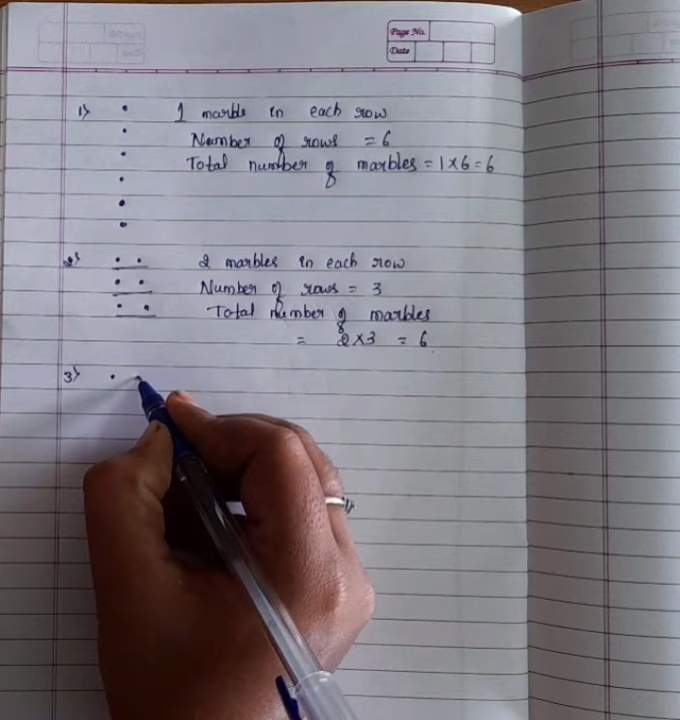 Page No.
Date
1) 1 marble in each row
Number of rows = 6
Total number of marbles = 1 × 6 = 6
2) 2 marbles in each row
Number of rows = 3
Total number of marbles
= 2 × 3 = 6
3)